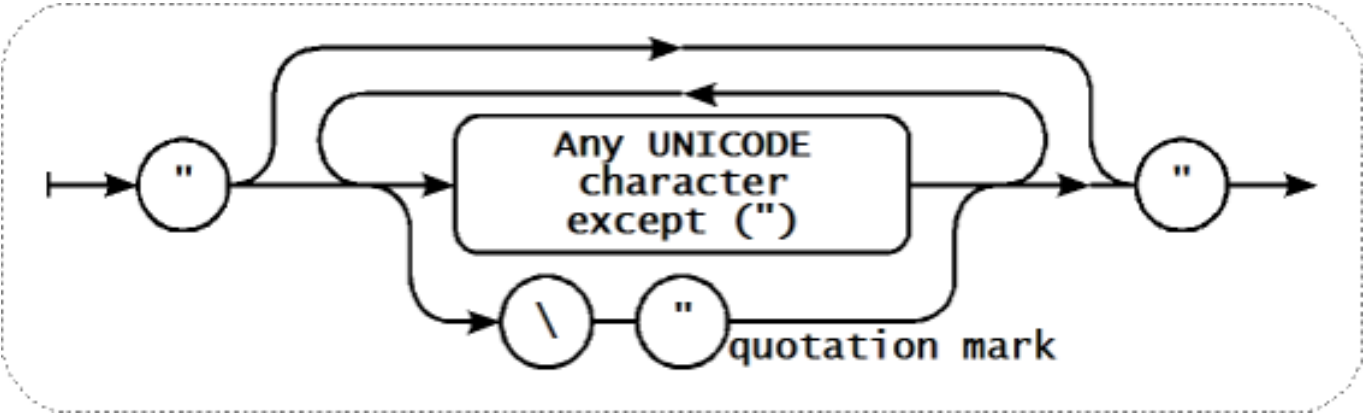 "
Any UNICODE
character
except (")
"
\ "
quotation mark